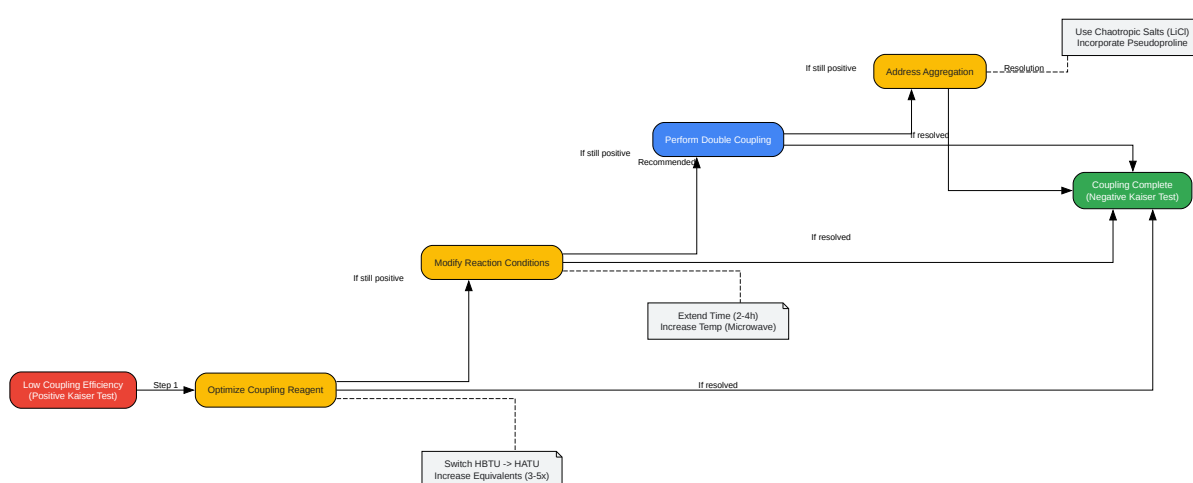 Use Chaotropic Salts (LiCl)
Incorporate Pseudoproline
If still positive
Address Aggregation
Resolution
Perform Double Coupling
If resolved
If still positive
Recommended
Coupling Complete
(Negative Kaiser Test)
If resolved
Modify Reaction Conditions
If still positive
Extend Time (2-4h)
Increase Temp (Microwave)
Low Coupling Efficiency
(Positive Kaiser Test)
Step 1
Optimize Coupling Reagent
If resolved
Switch HBTU -> HATU
Increase Equivalents (3-5x)